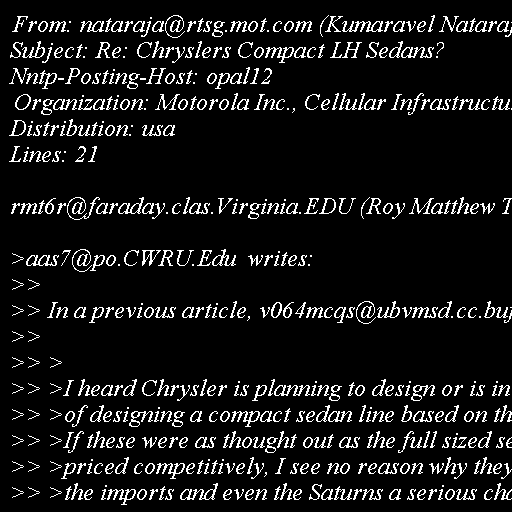 From: nataraja@rtsg.mot.com (Kumaravel Nataraj
Subject: Re: Chryslers Compact LH Sedans?
Nntp-Posting-Host: opal12
Organization: Motorola Inc., Cellular Infrastructu
Distribution: usa
Lines: 21

rmt6r@faraday.clas.Virginia.EDU (Roy Matthew T

>aas7@po.CWRU.Edu writes:
>>
>> In a previous article, v064mcqs@ubvmsd.cc.buf
>>
>> >
>> >I heard Chrysler is planning to design or is in
>> >of designing a compact sedan line based on th
>> >If these were as thought out as the full sized se
>> >priced competitively, I see no reason why they
>> >the imports and even the Saturns a serious cha